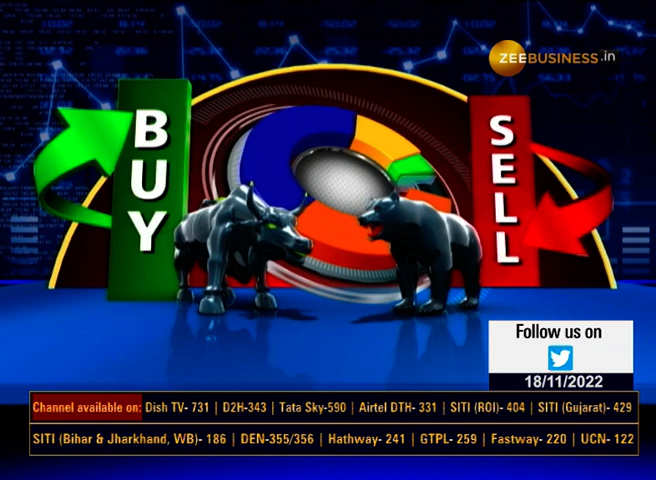 ZEEBUSINESS.in
BUY
SELL
Follow us on
18/11/2022
Channel available on: Dish TV- 731 | D2H-343 | Tata Sky-590 | Airtel DTH- 331 | SITI (ROI)- 404 | SITI (Gujarat)- 429
SITI (Bihar & Jharkhand, WB)- 186 | DEN-355/356 | Hathway- 241 | GTPL- 259 | Fastway- 220 | UCN- 122